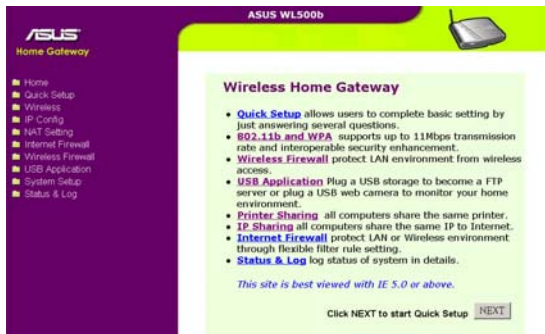 ASUS WL500b
ASUS
Home Gateway
Home
Quick Setup
Wireless
IP Config
NAT Setting
Internet Firewall
Wireless Firewall
USB Application
System Setup
Status & Log
Wireless Home Gateway
Quick Setup allows users to complete basic setting by
just answering several questions.
802.11b and WPA supports up to 11Mbps transmission
rate and interoperable security enhancement.
Wireless Firewall protect LAN environment from wireless
access.
USB Application Plug a USB storage to become a FTP
server or plug a USB web camera to monitor your home
environment.
Printer Sharing all computers share the same printer.
IP Sharing all computers share the same IP to Internet.
Internet Firewall protect LAN or Wireless environment
through flexible filter rule setting.
Status & Log log status of system in details.
This site is best viewed with IE 5.0 or above.
Click NEXT to start Quick Setup NEXT